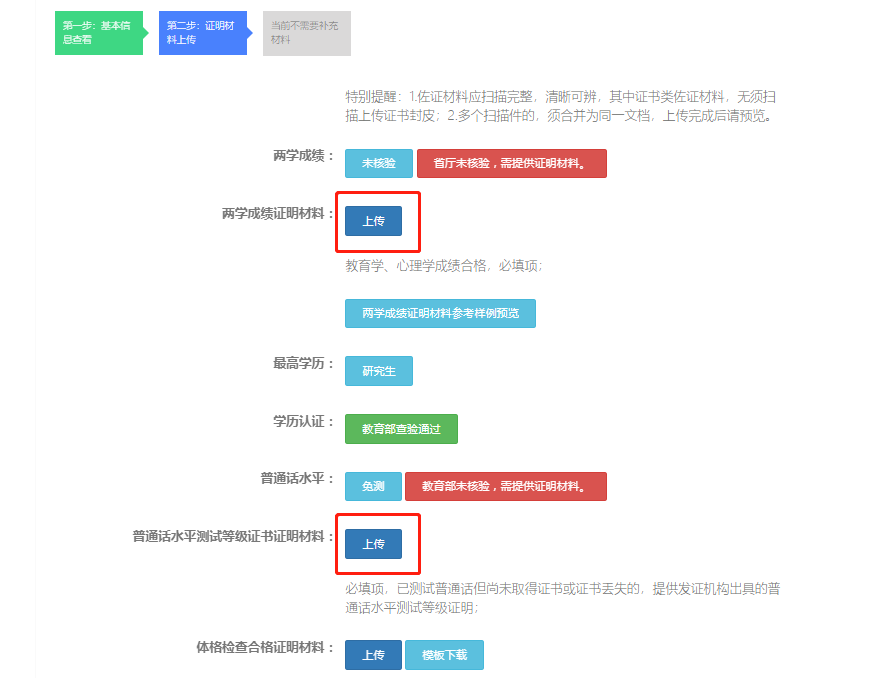 第一步：基本信
息查看
第二步：证明材
料上传
当前不需要补充
材料
特别提醒：1.佐证材料应扫描完整，清晰可辨，其中证书类佐证材料，无须扫
描上传证书封皮；2.多个扫描件的，须合并为同一文档，上传完成后请预览。
两学成绩： 未核验 首厅未核验，需提供证明材料。
两学成绩证明材料： 上传
教育学、心理学成绩合格，必填项；
两学成绩证明材料参考样例预览
最高学历： 研究生
学历认证： 教育部查验通过
普通话水平： 免测 教育部未核验，需提供证明材料。
普通话水平测试等级证书证明材料： 上传
必填项，已测试普通话但尚未取得证书或证书丢失的，提供发证机构出具的普
通话水平测试等级证明；
体格检查合格证明材料： 上传 模板下载